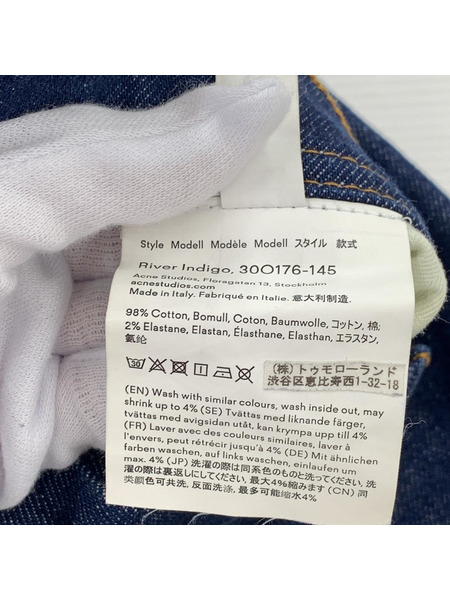 Style Modell Modèle Modell スタイル 款式
River Indigo, 30O176-145
Acne Studios, Floragatan 13, Stockholm
acnestudios.com
Made in Italy. Fabriqué en Italie. 意大利制造.
98% Cotton, Bomull, Coton, Baumwolle, コットン, 棉;
2% Elastane, Elastan, Élasthane, Elasthan, エラスタン,
氨纶
30
(株)トゥモローランド
渋谷区恵比寿西1-32-18
(EN) Wash with similar colours, wash inside out, may
shrink up to 4% (SE) Tvättas med liknande färger,
tvättas med avigsidan utåt, kan krympa upp till 4%
(FR) Laver avec des couleurs similaires, laver à
l'envers, peut rétrécir jusqu'à 4% (DE) Mit ähnlichen
farben waschen, auf links waschen, einlaufen um
max. 4% (JP) 洗濯の際は同系色のものと洗ってください。洗
濯の際は裏返しにしてください。最大4%縮みます (CN) 同
类颜色可共洗, 反面洗涤, 最多可能缩水4%